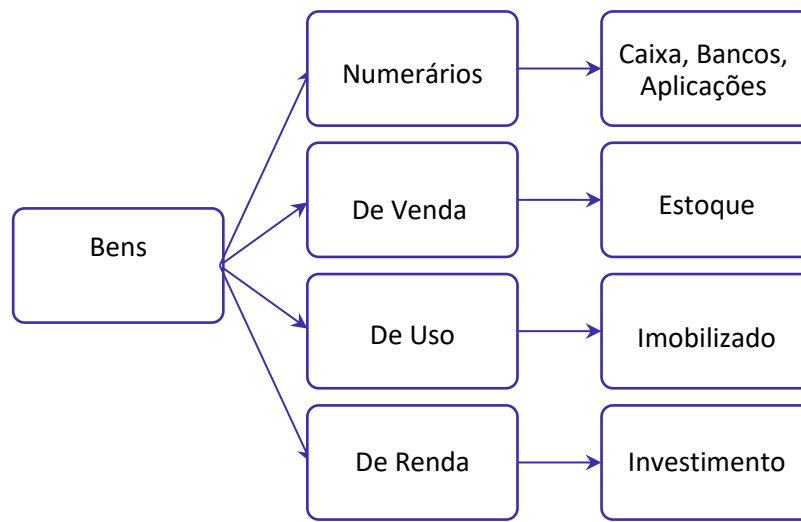 Bens
Numerários
Caixa, Bancos,
Aplicações
De Venda
Estoque
De Uso
Imobilizado
De Renda
Investimento